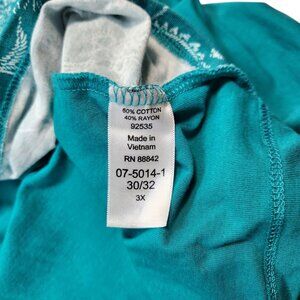 60% COTTON
40% RAYON
92535
Made in
Vietnam
RN 88842
07-5014-1
30/32
3X